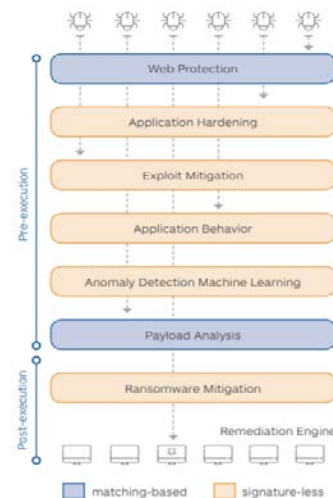 Web Protection
Application Hardening
Exploit Mitigation
Application Behavior
Anomaly Detection Machine Learning
Payload Analysis
Ransomware Mitigation
Remediation Engine
Pre-execution
Post-execution
matching-based
signature-less